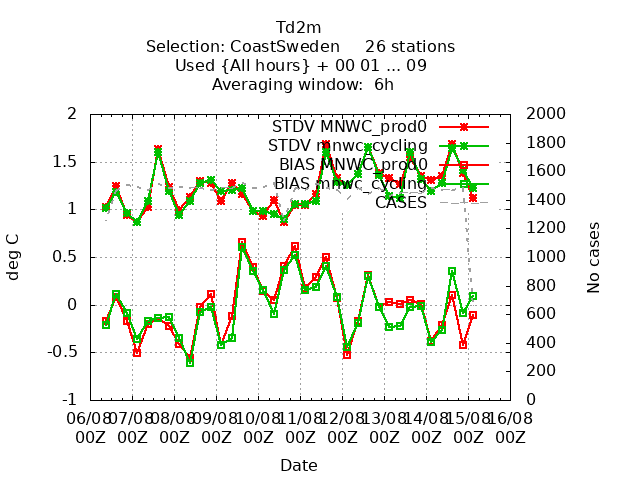 Td2m
Selection: CoastSweden     26 stations
Used {All hours} + 00 01 ... 09
Averaging window:  6h
2
1.5
1
0.5
0
-0.5
-1
deg C
2000
1800
1600
1400
1200
1000
800
600
400
200
0
No cases
STDV MNWC_prod0
STDV mnwc_cycling
BIAS MNWC_prod0
BIAS mnwc_cycling
CASES
06/08 07/08 08/08 09/08 10/08 11/08 12/08 13/08 14/08 15/08 16/08
00Z 00Z 00Z 00Z 00Z 00Z 00Z 00Z 00Z 00Z 00Z
Date